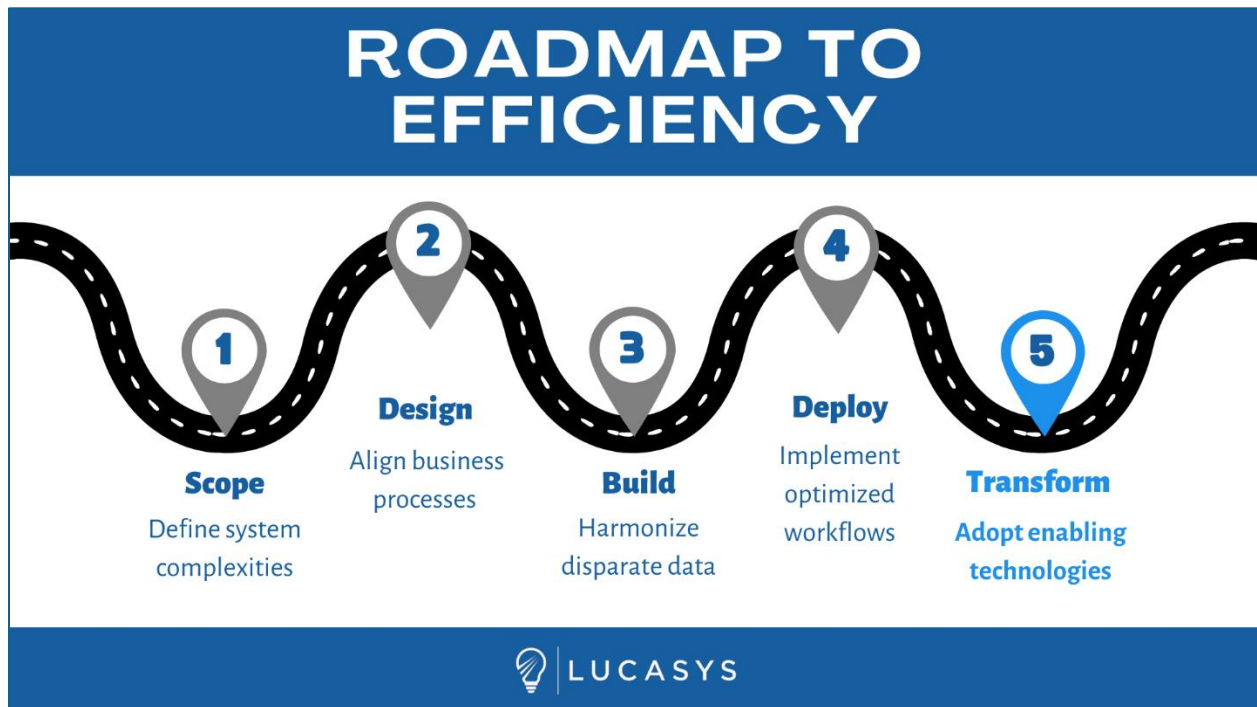 ROADMAP TO
EFFICIENCY
1
Scope
Define system
complexities
2
Design
Align business
processes
3
Build
Harmonize
disparate data
4
Deploy
Implement
optimized
workflows
5
Transform
Adopt enabling
technologies
LUCASYS